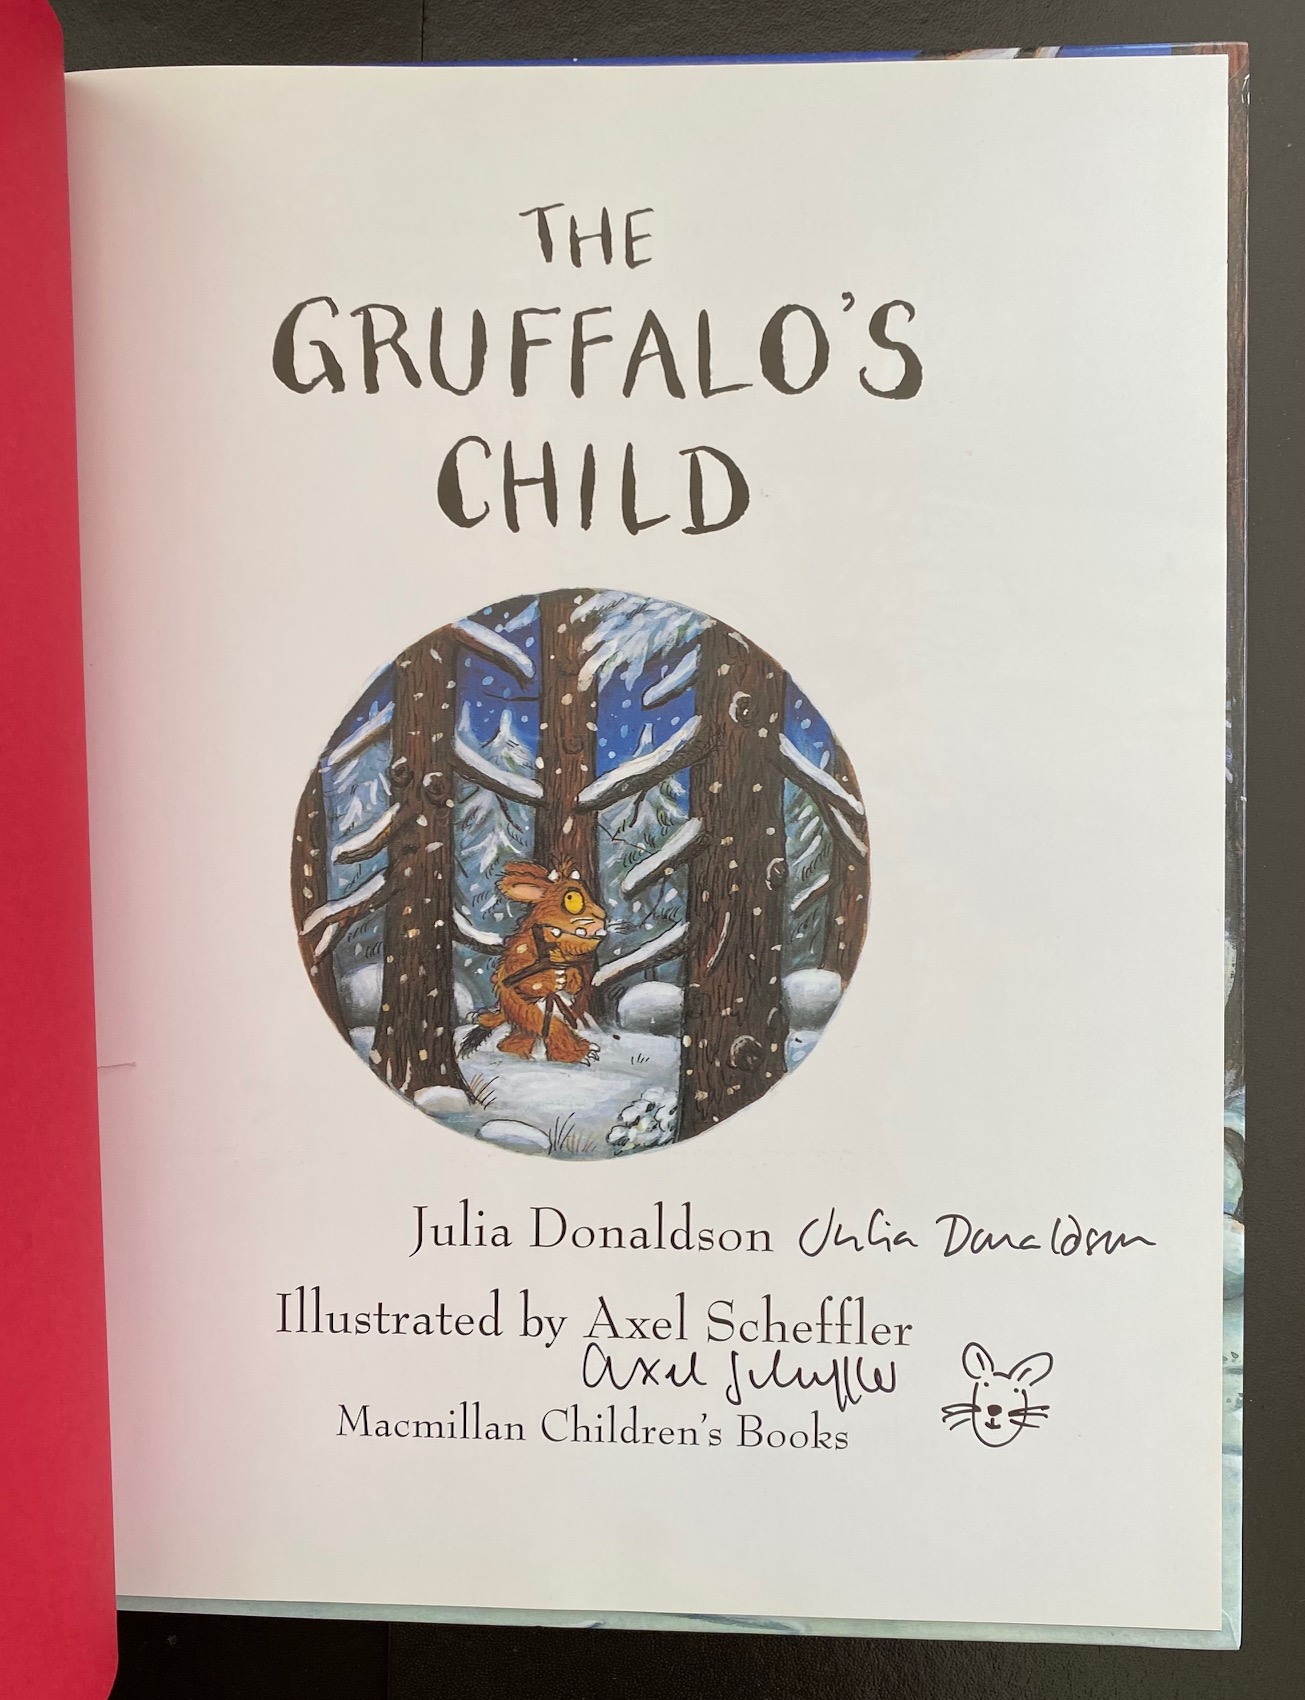 THE
GRUFFALO'S
CHILD
Julia Donaldson Julia Donaldson
Illustrated by Axel Scheffler
Axel Scheffler
Macmillan Children's Books